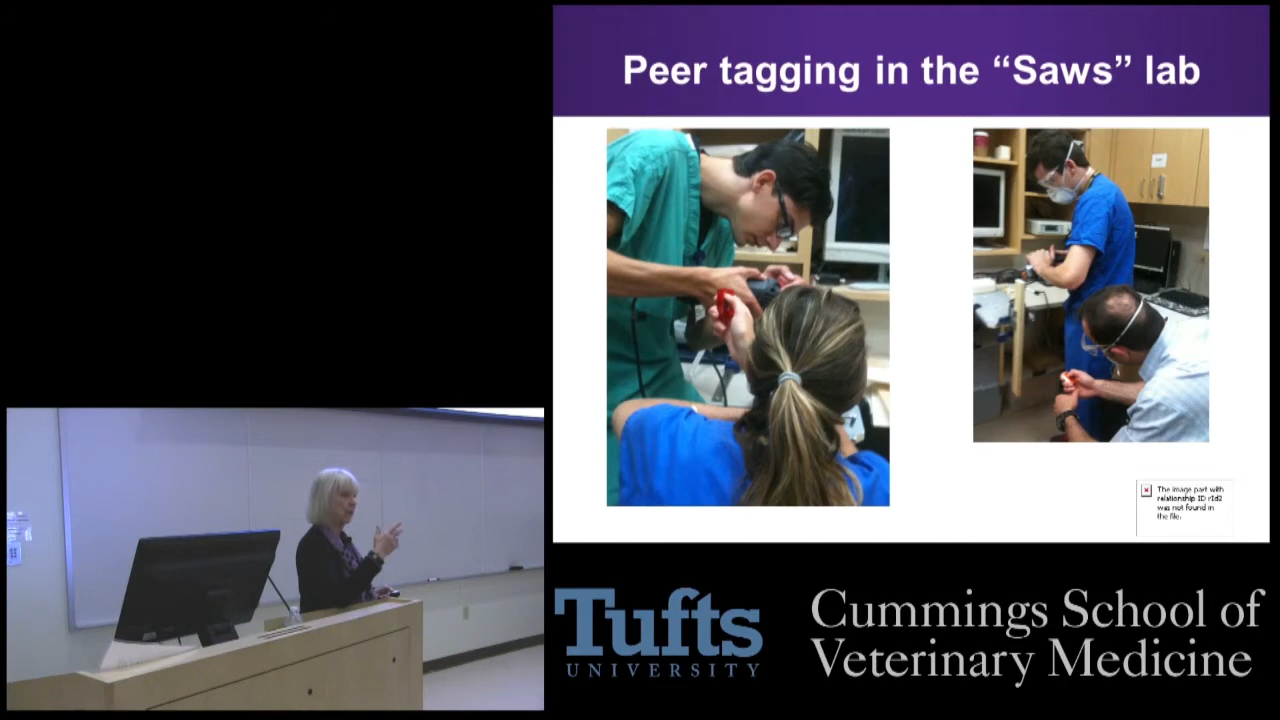 Peer tagging in the “Saws” lab
The image part with
relationship ID rId2
was not found in
the file.
Tufts
UNIVERSITY
Cummings School of
Veterinary Medicine